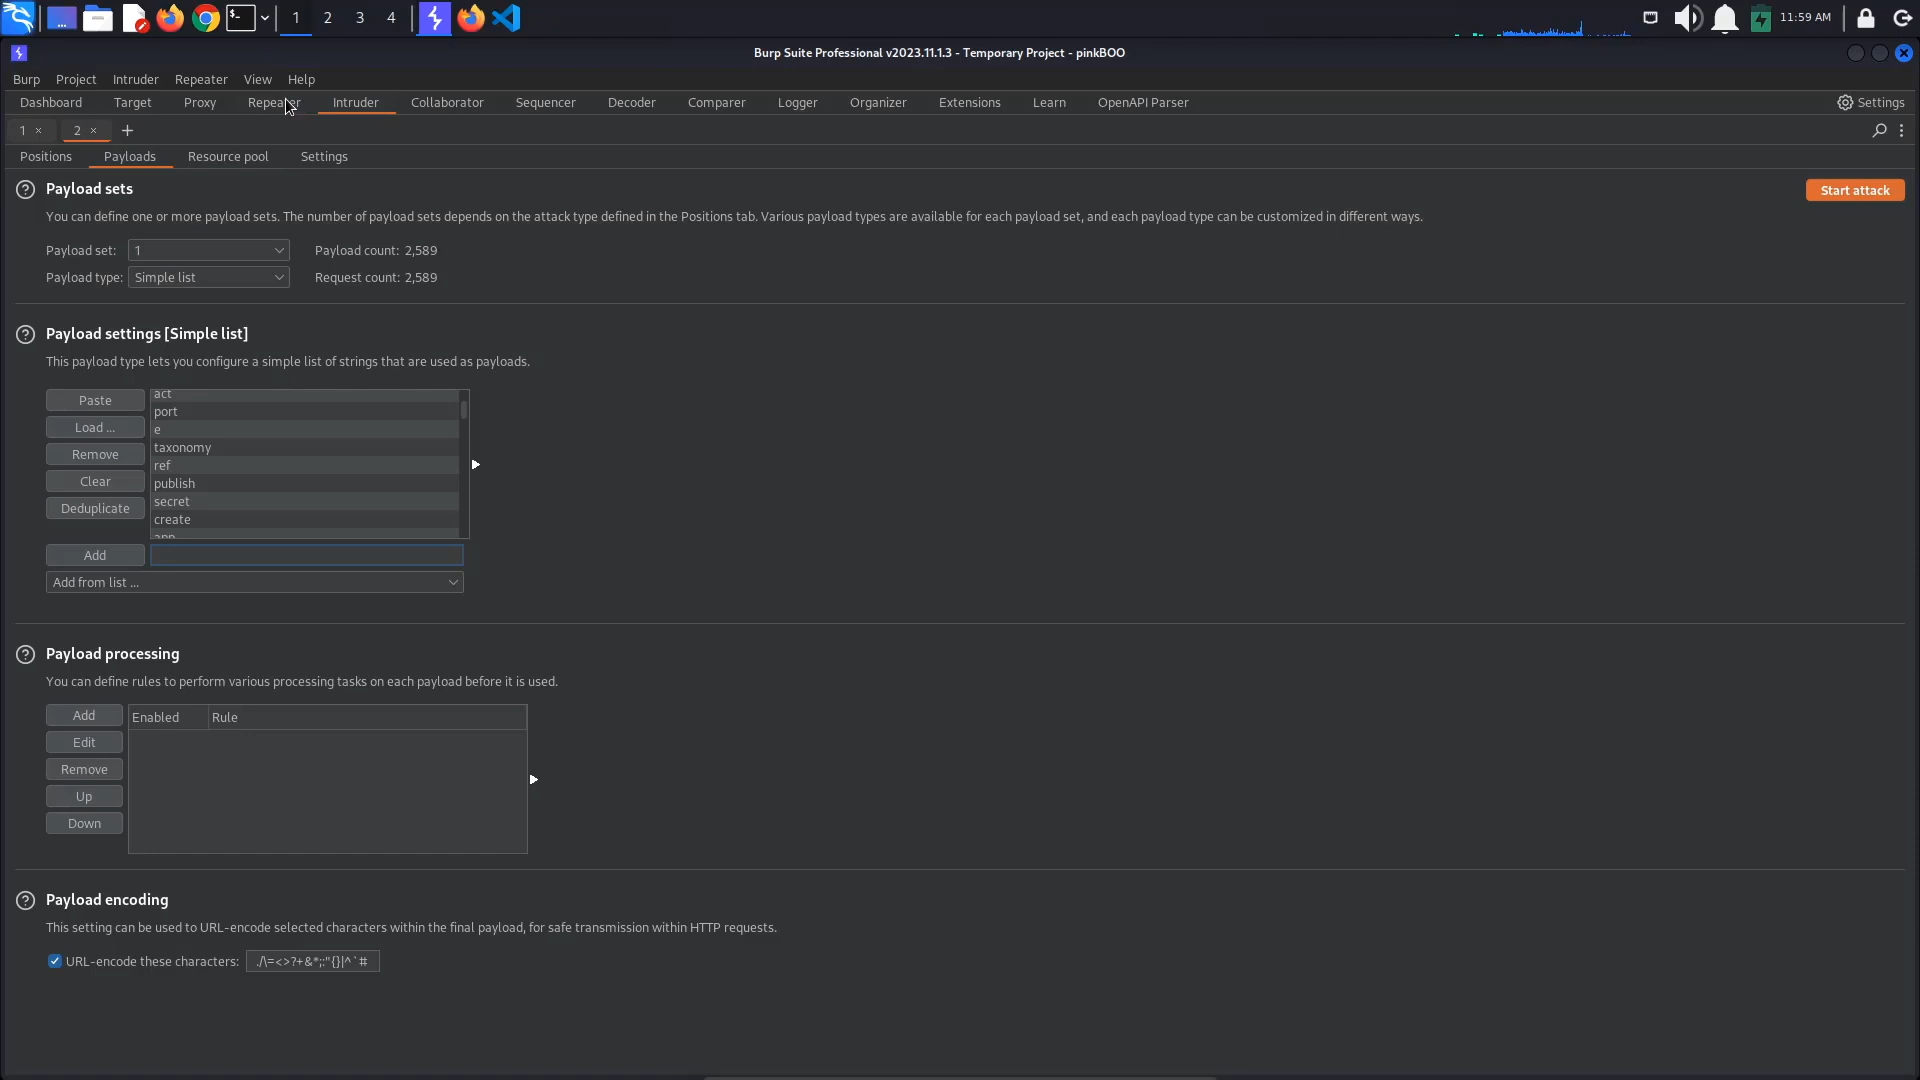 1 2 3 4 11:59 AM
Burp Suite Professional v2023.11.1.3 - Temporary Project - pinkBOO
Burp Project Intruder Repeater View Help
Dashboard Target Proxy Repeater Intruder Collaborator Sequencer Decoder Comparer Logger Organizer Extensions Learn OpenAPI Parser Settings
1 × 2 × +
Positions Payloads Resource pool Settings
? Payload sets Start attack
You can define one or more payload sets. The number of payload sets depends on the attack type defined in the Positions tab. Various payload types are available for each payload set, and each payload type can be customized in different ways.
Payload set: 1 Payload count: 2,589
Payload type: Simple list Request count: 2,589
? Payload settings [Simple list]
This payload type lets you configure a simple list of strings that are used as payloads.
Paste
Load ...
Remove
Clear
Deduplicate
act
port
e
taxonomy
ref
publish
secret
create
app
Add
Add from list ...
? Payload processing
You can define rules to perform various processing tasks on each payload before it is used.
Add
Edit
Remove
Up
Down
Enabled Rule
? Payload encoding
This setting can be used to URL-encode selected characters within the final payload, for safe transmission within HTTP requests.
URL-encode these characters: ./\=<>?+&*;:"{}|^`#